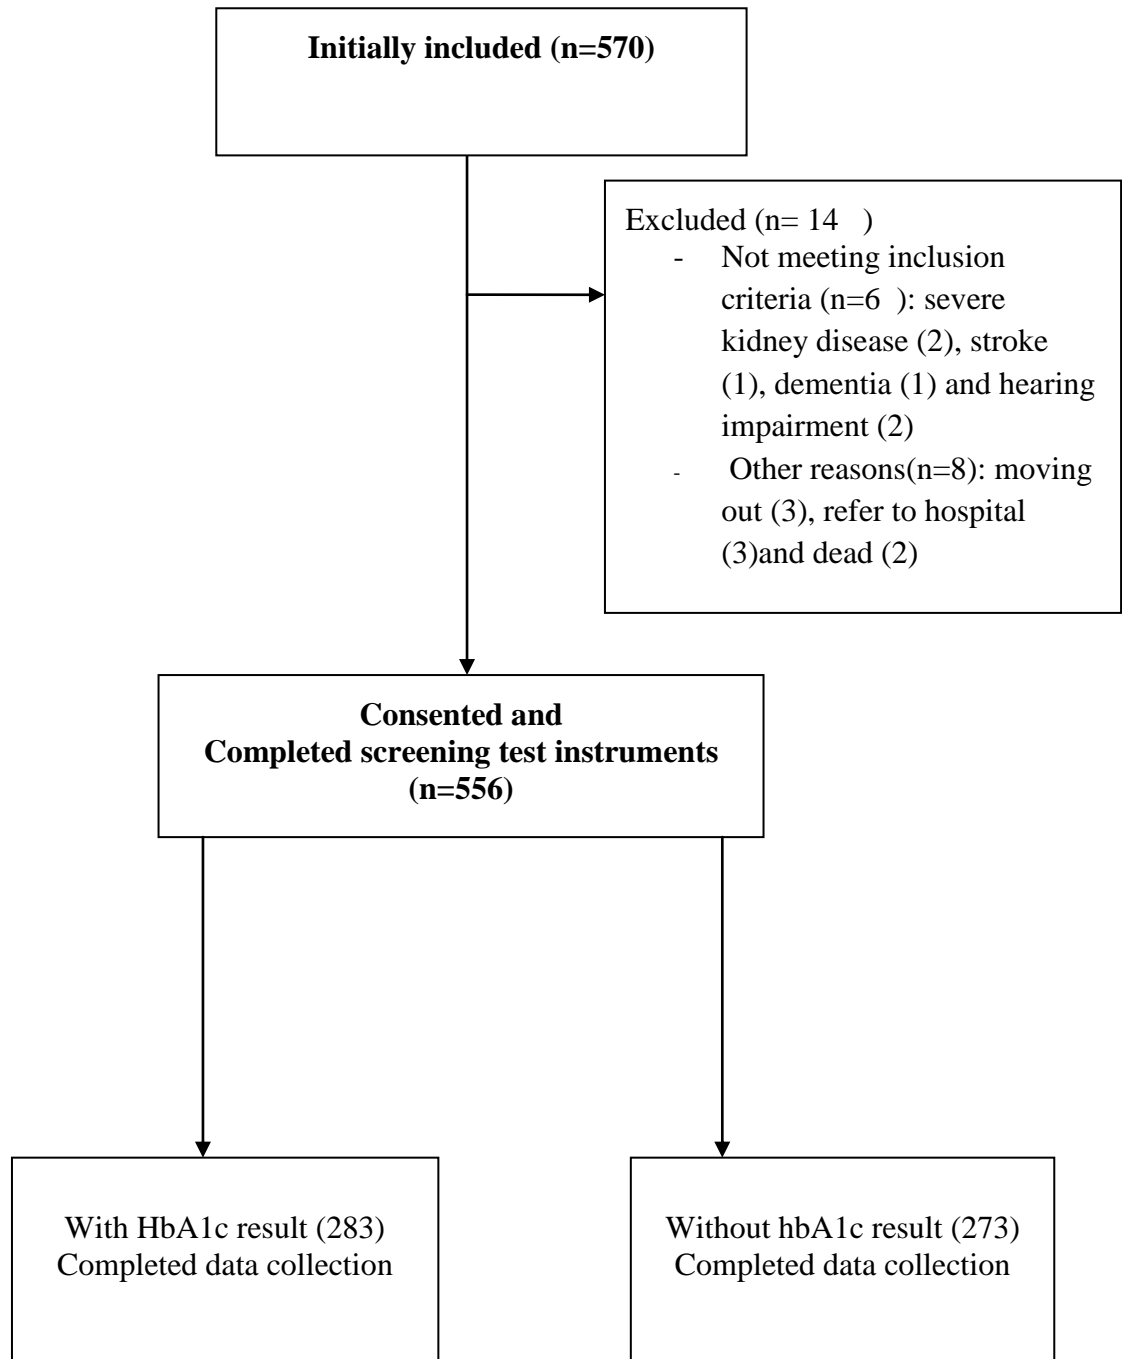 Initially included (n=570)
Excluded (n= 14   )
- Not meeting inclusion
criteria (n=6  ): severe
kidney disease (2), stroke
(1), dementia (1) and hearing
impairment (2)
- Other reasons(n=8): moving
out (3), refer to hospital
(3)and dead (2)
Consented and
Completed screening test instruments
(n=556)
With HbA1c result (283)
Completed data collection
Without hbA1c result (273)
Completed data collection